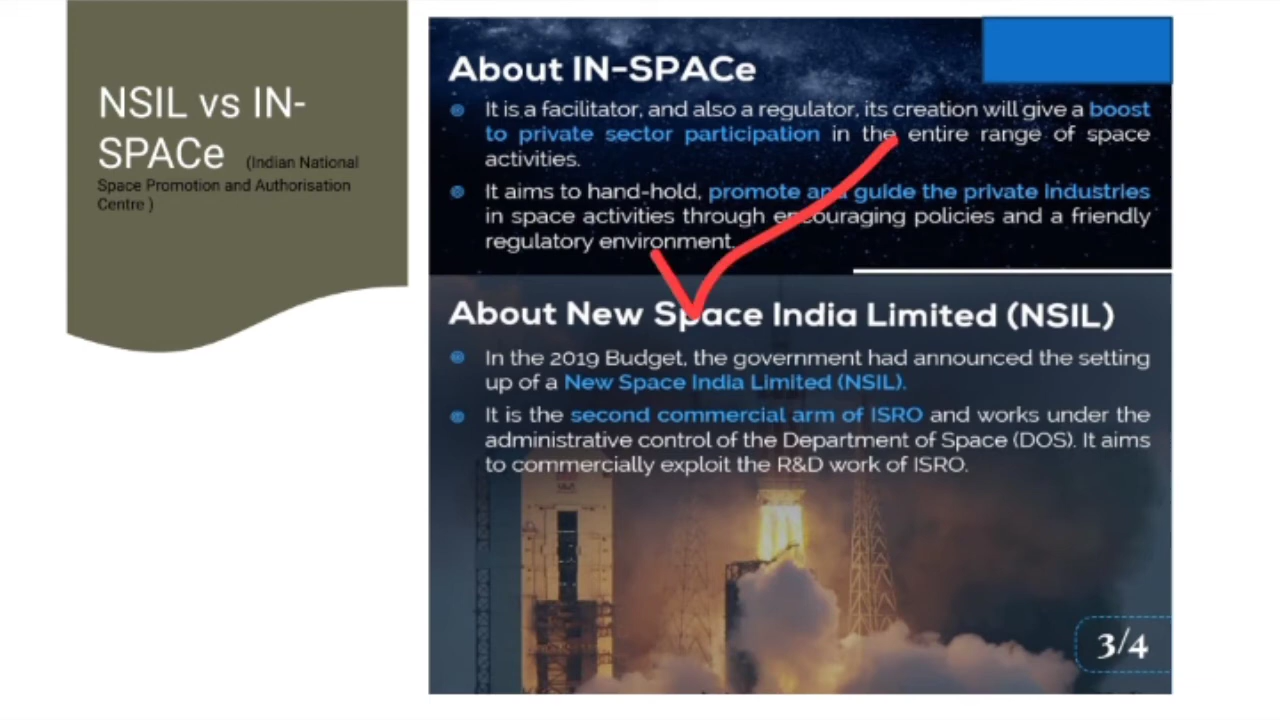 NSIL vs IN-
SPACe (Indian National
Space Promotion and Authorisation
Centre )
About IN-SPACe
It is a facilitator, and also a regulator, its creation will give a boost
to private sector participation in the entire range of space
activities.
It aims to hand-hold, promote and guide the private industries
in space activities through encouraging policies and a friendly
regulatory environment.
About New Space India Limited (NSIL)
In the 2019 Budget, the government had announced the setting
up of a New Space India Limited (NSIL).
It is the second commercial arm of ISRO and works under the
administrative control of the Department of Space (DOS). It aims
to commercially exploit the R&D work of ISRO.
3/4